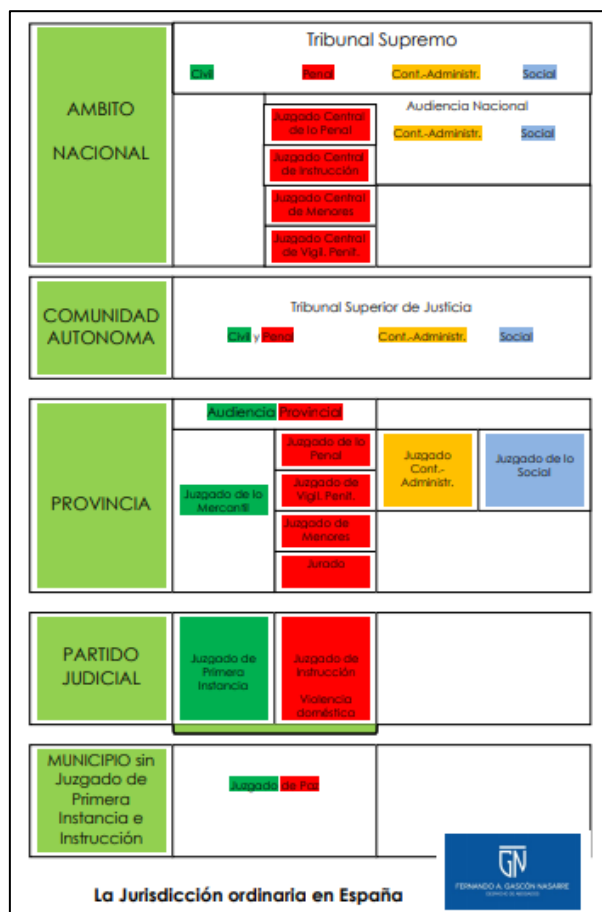 Tribunal Supremo
Civil Penal Cont.-Administr. Social
AMBITO
NACIONAL
Audiencia Nacional
Cont.-Administr. Social
Juzgado Central
de lo Penal
Juzgado Central
de Instrucción
Juzgado Central
de Menores
Juzgado Central
de Vigil. Penit.
COMUNIDAD
AUTONOMA
Tribunal Superior de Justicia
Civil y Penal Cont.-Administr. Social
PROVINCIA
Audiencia Provincial
Juzgado de lo
Mercantil
Juzgado de lo
Penal
Juzgado de
Vigil. Penit.
Juzgado de
Menores
Jurado
Juzgado
Cont.-
Administr.
Juzgado de lo
Social
PARTIDO
JUDICIAL
Juzgado de
Primera
Instancia
Juzgado de
Instrucción
Violencia
doméstica
MUNICIPIO sin
Juzgado de
Primera
Instancia e
Instrucción
Juzgado de Paz
La Jurisdicción ordinaria en España
GN
FERNANDO A. GASCÓN NASARRE
DESPACHO DE ABOGADOS